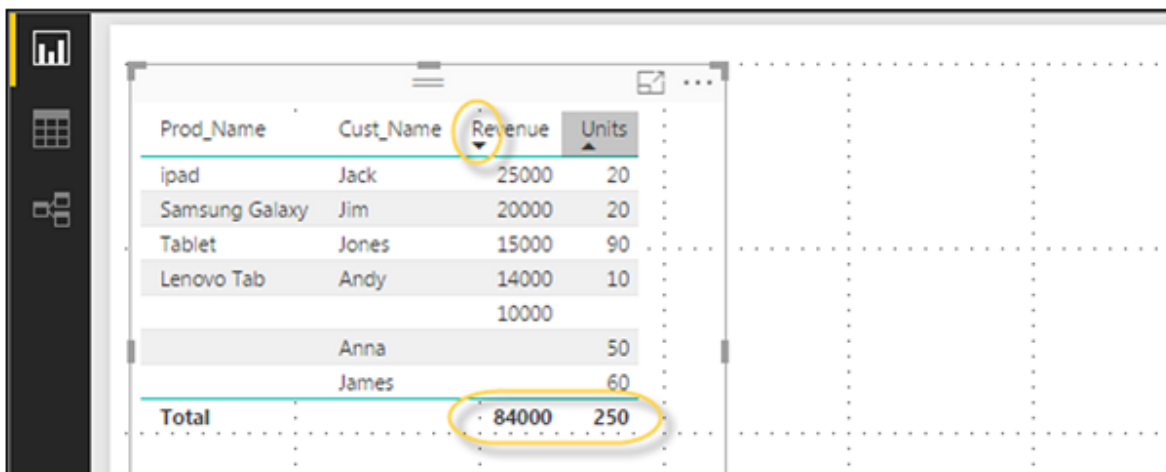 Prod_Name Cust_Name Revenue Units
ipad Jack 25000 20
Samsung Galaxy Jim 20000 20
Tablet Jones 15000 90
Lenovo Tab Andy 14000 10
10000
Anna 50
James 60
Total 84000 250